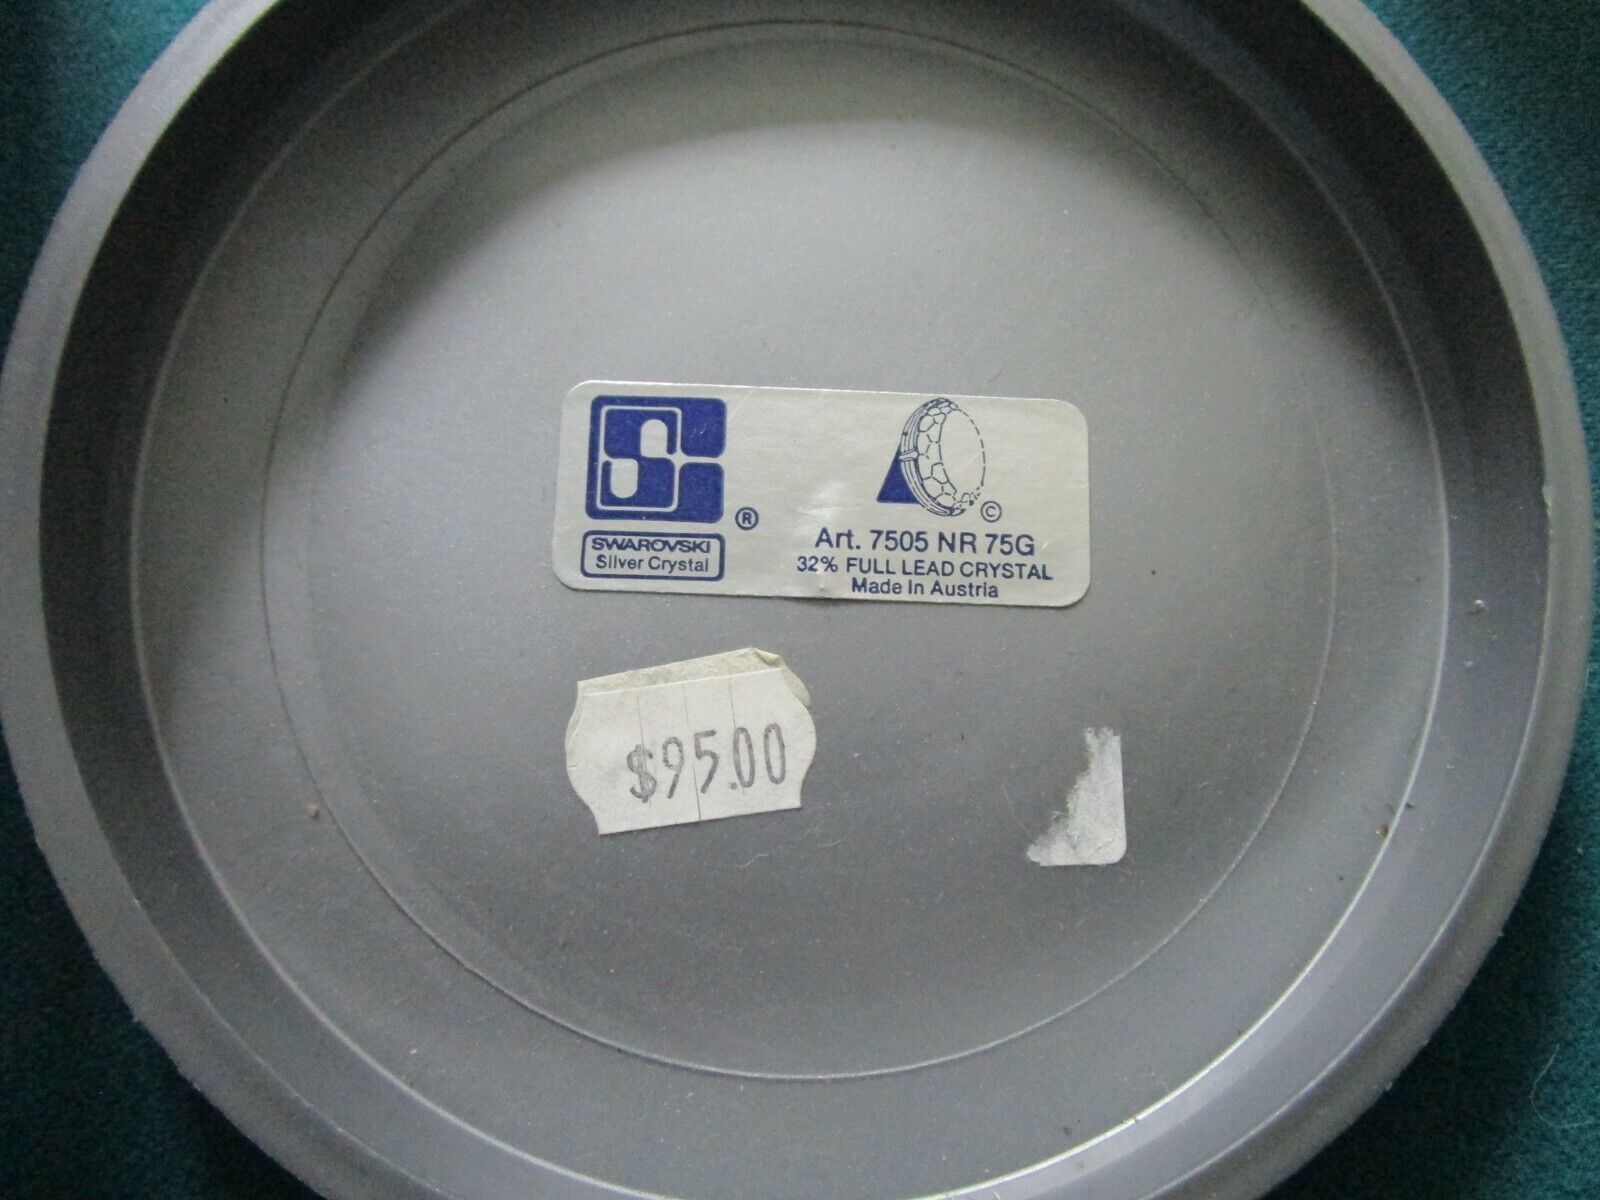 S
®
SWAROVSKI
Silver Crystal
©
Art. 7505 NR 75G
32% FULL LEAD CRYSTAL
Made in Austria
$95.00